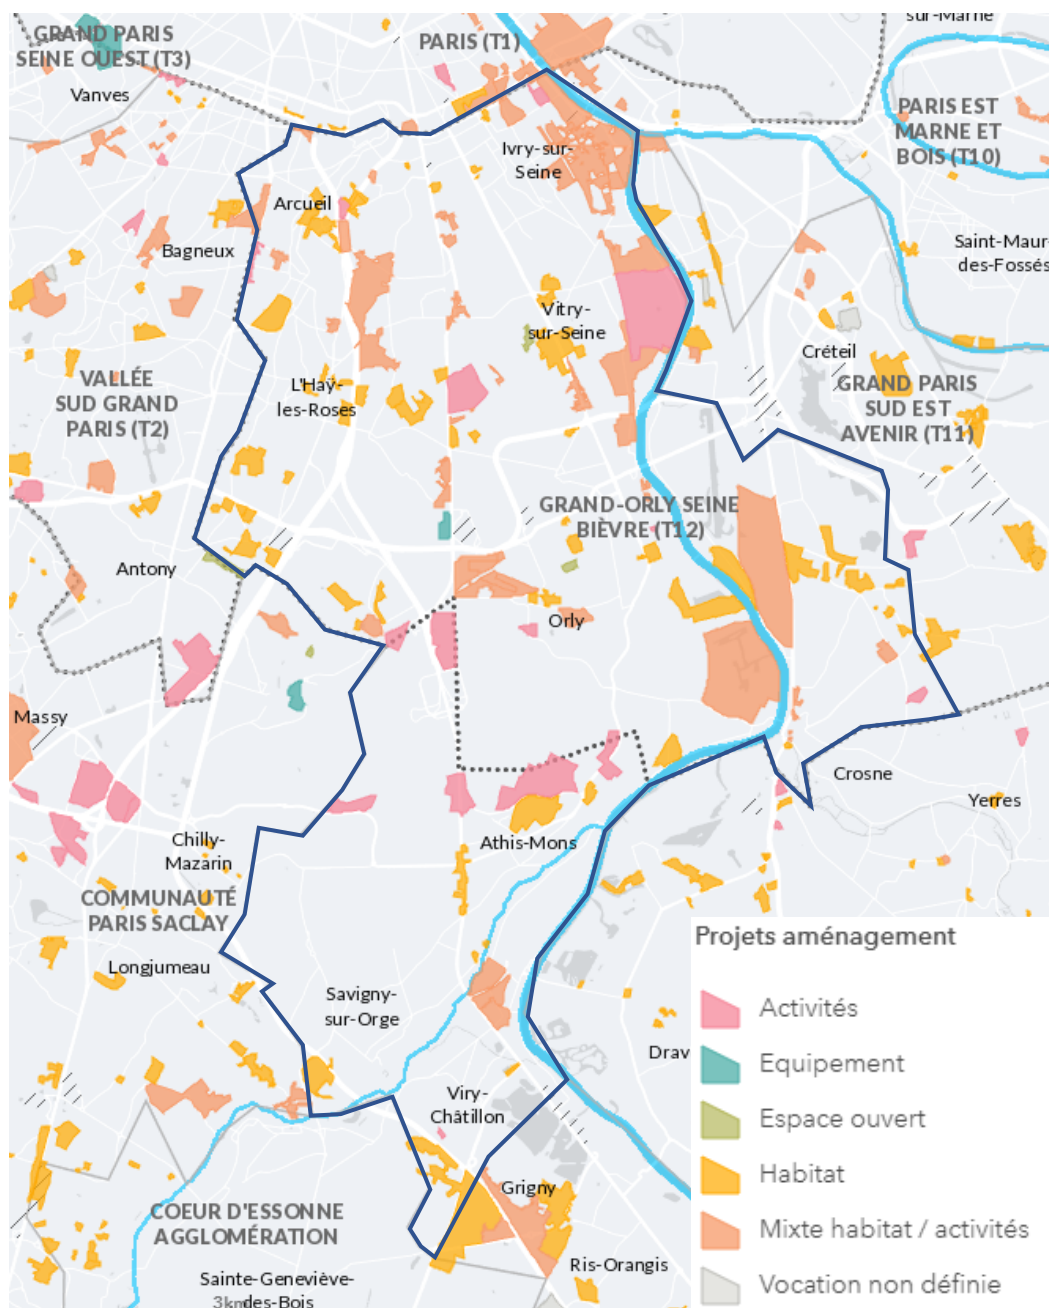 GRAND PARIS
SEINE OUEST (T3)
PARIS (T1)
sur-Marne
Vanves
PARIS EST
MARNE ET
BOIS (T10)
Ivry-sur-
Seine
Arcueil
Bagneux
Saint-Maur-
des-Fossés
Vitry-
sur-Seine
Créteil
VALLÉE
SUD GRAND
PARIS (T2)
L'Haÿ-
les-Roses
GRAND PARIS
SUD EST
AVENIR (T11)
GRAND-ORLY SEINE
BIÈVRE (T12)
Antony
Orly
Massy
Crosne
Yerres
Chilly-
Mazarin
Athis-Mons
COMMUNAUTÉ
PARIS SACLAY
Longjumeau
Savigny-
sur-Orge
Drav
Viry-
Châtillon
Grigny
COEUR D'ESSONNE
AGGLOMÉRATION
Ris-Orangis
Sainte-Geneviève-
des-Bois
3km
Projets aménagement
Activités
Equipement
Espace ouvert
Habitat
Mixte habitat / activités
Vocation non définie